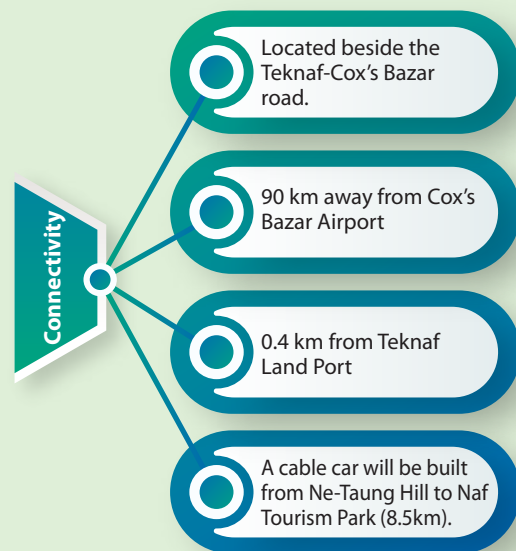 Connectivity
Located beside the
Teknaf-Cox's Bazar
road.
90 km away from Cox's
Bazar Airport
0.4 km from Teknaf
Land Port
A cable car will be built
from Ne-Taung Hill to Naf
Tourism Park (8.5km).